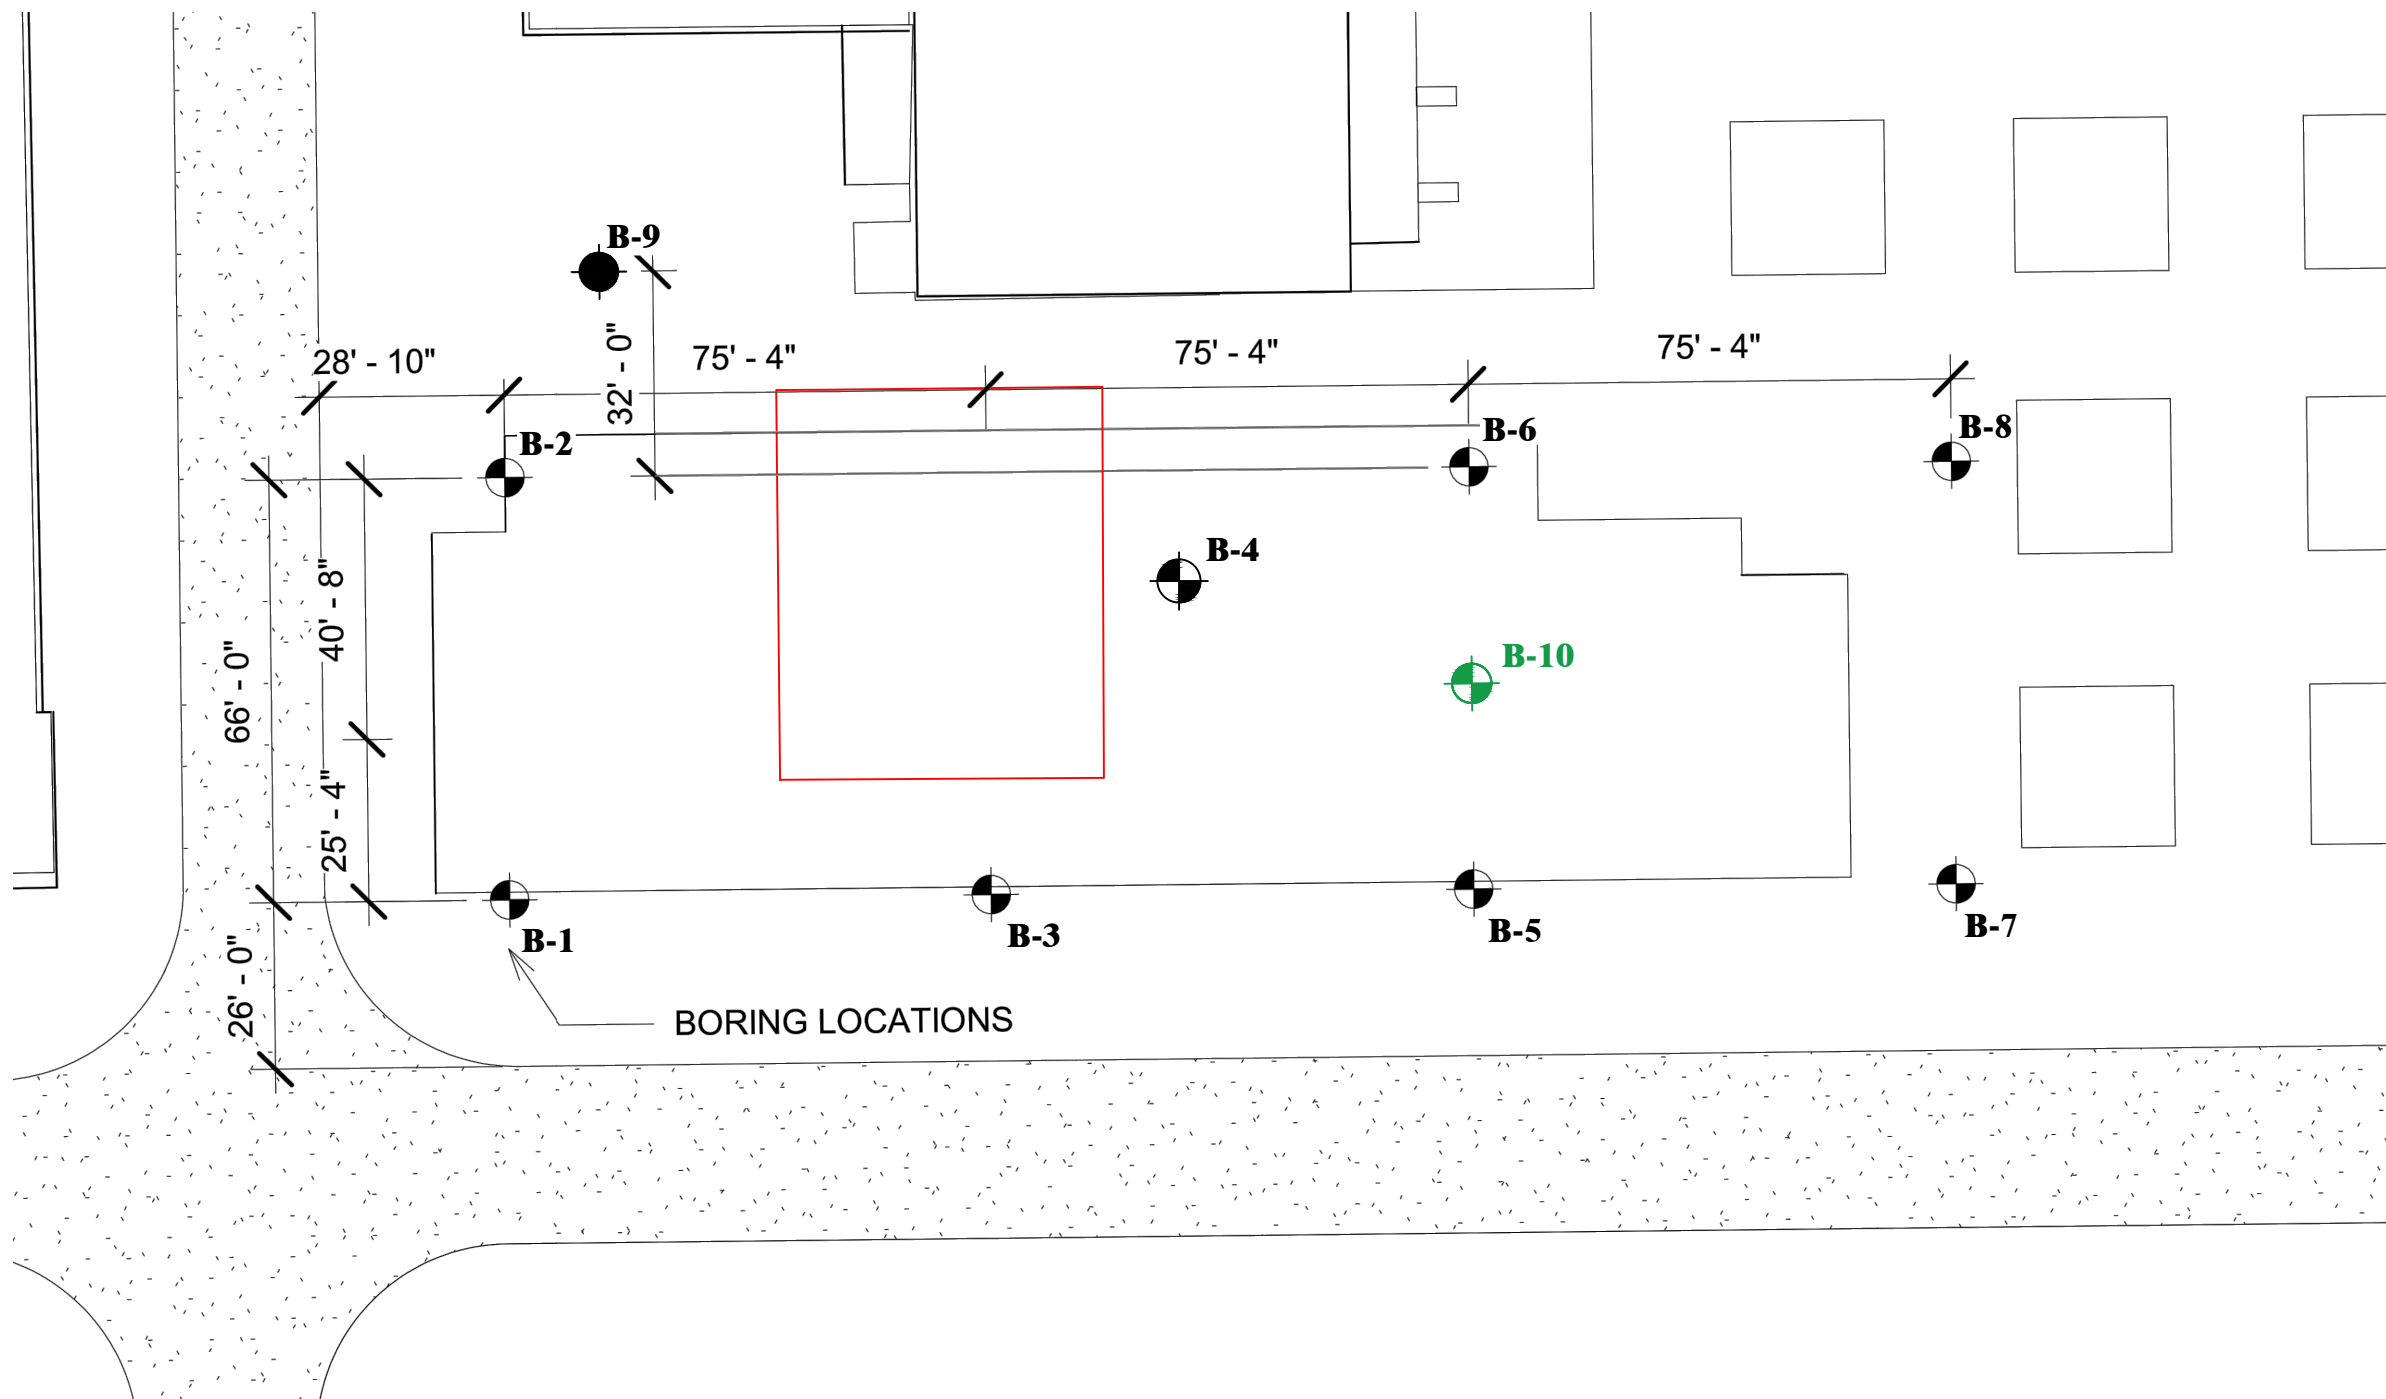 B-9
28' - 10"
75' - 4"
75' - 4"
75' - 4"
32' - 0"
B-2
B-6
B-8
B-4
40' - 8"
66' - 0"
B-10
25' - 4"
B-1
B-3
B-5
B-7
26' - 0"
BORING LOCATIONS